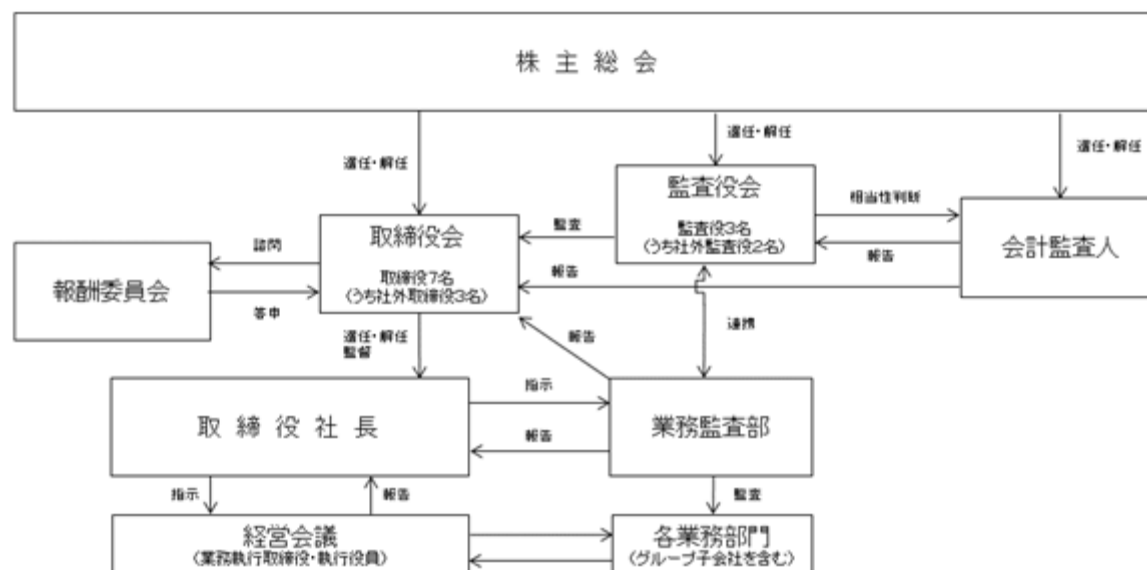 株主総会
選任・解任
選任・解任
選任・解任
監査役会
監査役3名
(うち社外監査役2名)
相当性判断
報告
会計監査人
取締役会
取締役7名
(うち社外取締役3名)
監査
報告
諮問
答申
報酬委員会
選任・解任
監督
報告
連携
取締役社長
指示
報告
業務監査部
指示
報告
監査
経営会議
(業務執行取締役・執行役員)
各業務部門
(グループ子会社を含む)